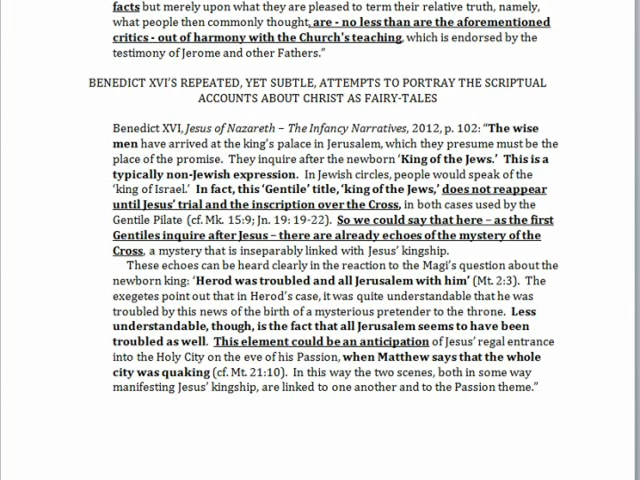 facts but merely upon what they are pleased to term their relative truth, namely,
what people then commonly thought, are - no less than are the aforementioned
critics - out of harmony with the Church's teaching, which is endorsed by the
testimony of Jerome and other Fathers."
BENEDICT XVI'S REPEATED, YET SUBTLE, ATTEMPTS TO PORTRAY THE SCRIPTUAL
ACCOUNTS ABOUT CHRIST AS FAIRY-TALES
Benedict XVI, Jesus of Nazareth – The Infancy Narratives, 2012, p. 102: "The wise
men have arrived at the king's palace in Jerusalem, which they presume must be the
place of the promise. They inquire after the newborn 'King of the Jews.' This is a
typically non-Jewish expression. In Jewish circles, people would speak of the
'king of Israel.' In fact, this 'Gentile' title, 'king of the Jews,' does not reappear
until Jesus' trial and the inscription over the Cross, in both cases used by the
Gentile Pilate (cf. Mk. 15:9; Jn. 19: 19-22). So we could say that here – as the first
Gentiles inquire after Jesus – there are already echoes of the mystery of the
Cross, a mystery that is inseparably linked with Jesus' kingship.
These echoes can be heard clearly in the reaction to the Magi's question about the
newborn king: 'Herod was troubled and all Jerusalem with him' (Mt. 2:3). The
exegetes point out that in Herod's case, it was quite understandable that he was
troubled by this news of the birth of a mysterious pretender to the throne. Less
understandable, though, is the fact that all Jerusalem seems to have been
troubled as well. This element could be an anticipation of Jesus' regal entrance
into the Holy City on the eve of his Passion, when Matthew says that the whole
city was quaking (cf. Mt. 21:10). In this way the two scenes, both in some way
manifesting Jesus' kingship, are linked to one another and to the Passion theme."